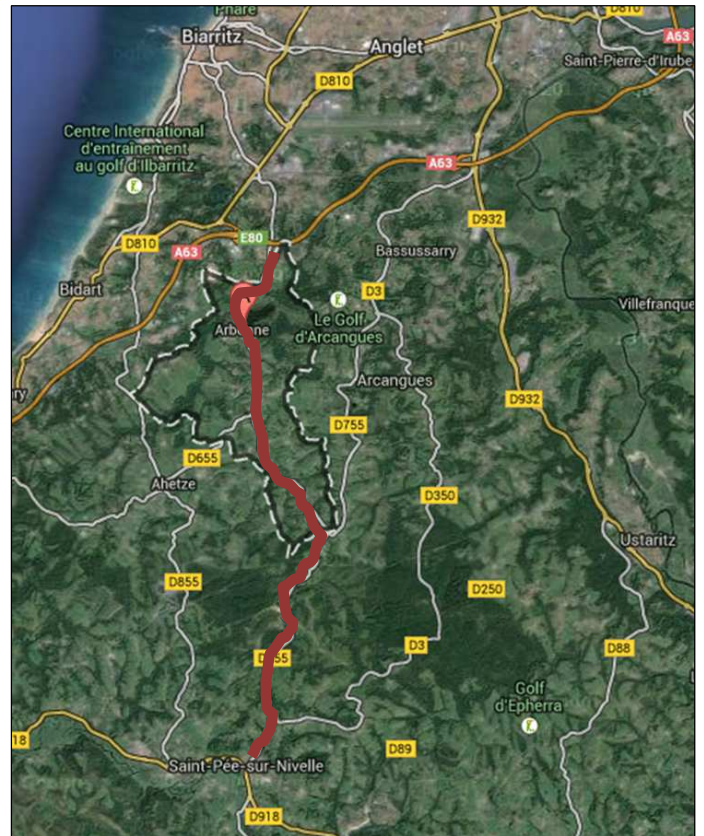 Phare
D810
Biarritz
Anglet
A63
Saint-Pierre-d'Irube
D810
Centre International
d'entraînement
au golf d'Ilbarritz
A63
D932
E80
D810
A63
Bassussarry
Bidart
D3
Villefranque
Le Golf
d'Arcangues
Arcangues
D932
D755
D655
Ahetze
D350
Ustaritz
D855
D250
D3
D88
Golf
d'Epherra
18
D89
Saint-Pée-sur-Nivelle
D918